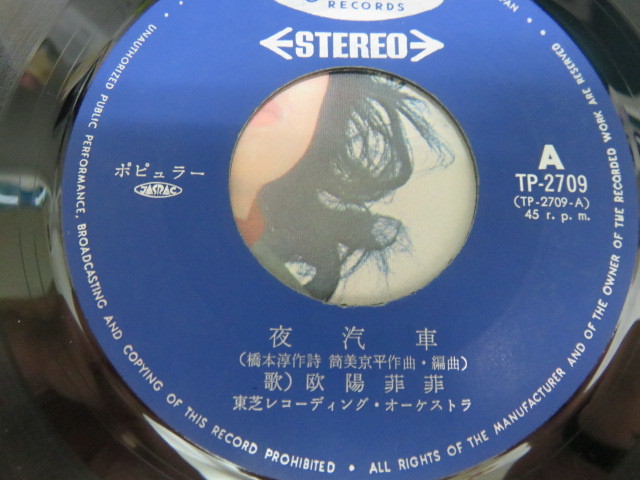 RECORDS
STEREO
ポピュラー
JASRAC
A
TP-2709
(TP-2709-A)
45 r.p.m.
夜汽車
(橋本淳作詩 筒美京平作曲・編曲)
歌) 欧陽菲菲
東芝レコーディング・オーケストラ
UNAUTHORIZED PUBLIC PERFORMANCE, BROADCASTING AND COPYING OF THIS RECORD PROHIBITED • ALL RIGHTS OF THE MANUFACTURER AND OF THE OWNER OF THE RECORDED WORK ARE RESERVED